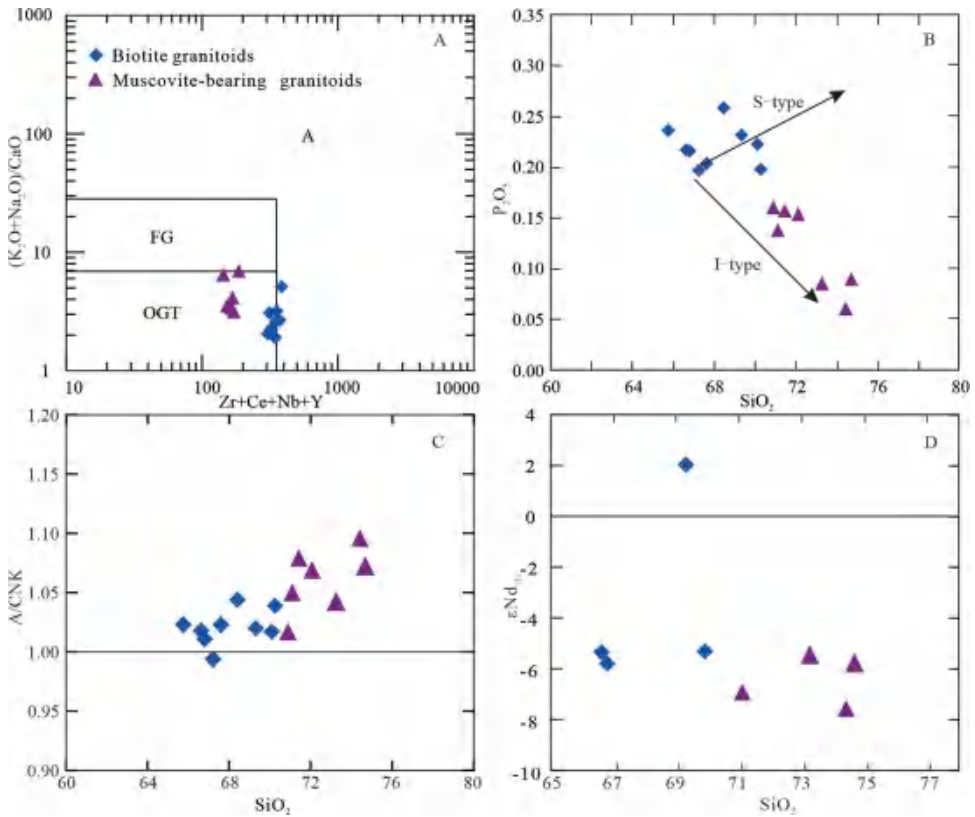 1000
100
10
1
(K₂O+Na₂O)/CaO
A
Biotite granitoids
Muscovite-bearing granitoids
A
FG
OGT
10 100 1000 10000
Zr+Ce+Nb+Y
0.35
0.30
0.25
0.20
0.15
0.10
0.05
0.00
P₂O₅
B
S-type
I-type
60 64 68 72 76 80
SiO₂
1.20
1.10
1.05
1.00
0.95
0.90
A/CNK
C
60 64 68 72 76 80
SiO₂
4
2
0
-2
-4
-6
-8
-10
εNd
D
65 67 69 71 73 75 77
SiO₂